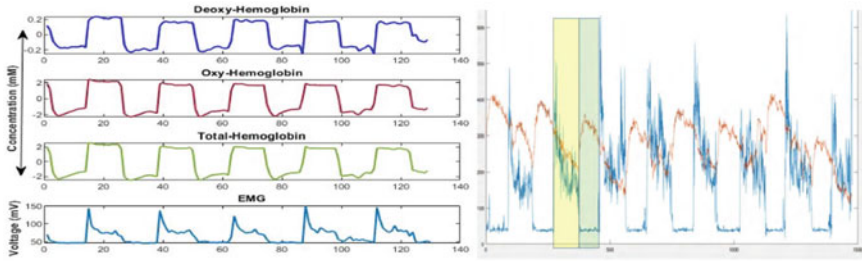 Deoxy-Hemoglobin
0.2
0
-0.2
0 20 40 60 80 100 120 140
Oxy-Hemoglobin
2
0
-2
0 20 40 60 80 100 120 140
Total-Hemoglobin
2
0
-2
0 20 40 60 80 100 120 140
EMG
150
100
50
0 20 40 60 80 100 120 140
Concentration (mM)
Voltage (mV)